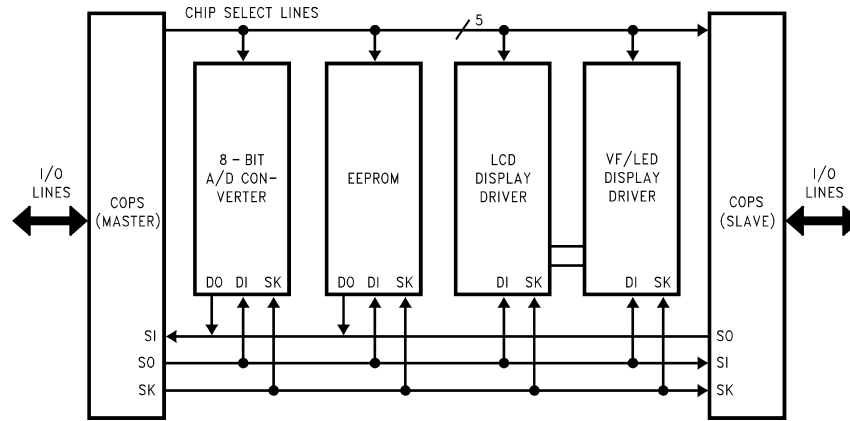 CHIP SELECT LINES
5
8 - BIT
A/D CON-
VERTER
EEPROM
LCD
DISPLAY
DRIVER
VF/LED
DISPLAY
DRIVER
I/O
LINES
COPS
(MASTER)
COPS
(SLAVE)
I/O
LINES
DO DI SK
DO DI SK
DI SK
DI SK
SI
SO
SK
SO
SI
SK